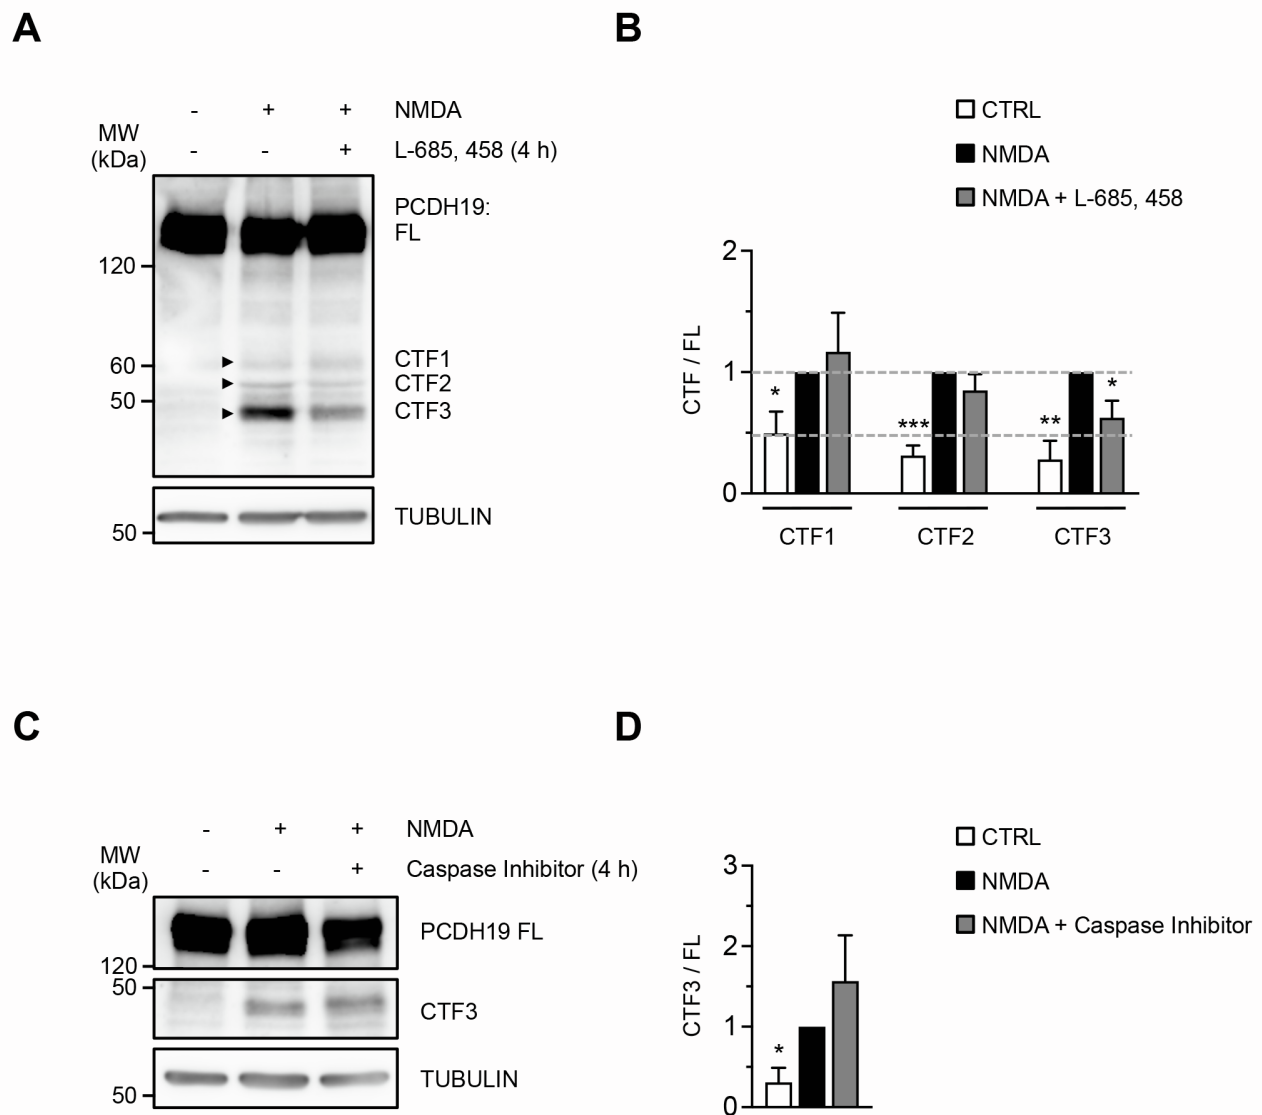 A
- + + NMDA
- - + L-685, 458 (4 h)
MW
(kDa)
PCDH19:
FL
120
60
50
CTF1
CTF2
CTF3
TUBULIN
50
B
CTRL
NMDA
NMDA + L-685, 458
CTF / FL
2
1
0
* *** ** *
CTF1 CTF2 CTF3
C
- + + NMDA
- - + Caspase Inhibitor (4 h)
MW
(kDa)
PCDH19 FL
120
50
CTF3
TUBULIN
50
D
CTRL
NMDA
NMDA + Caspase Inhibitor
CTF3 / FL
3
2
1
0
*